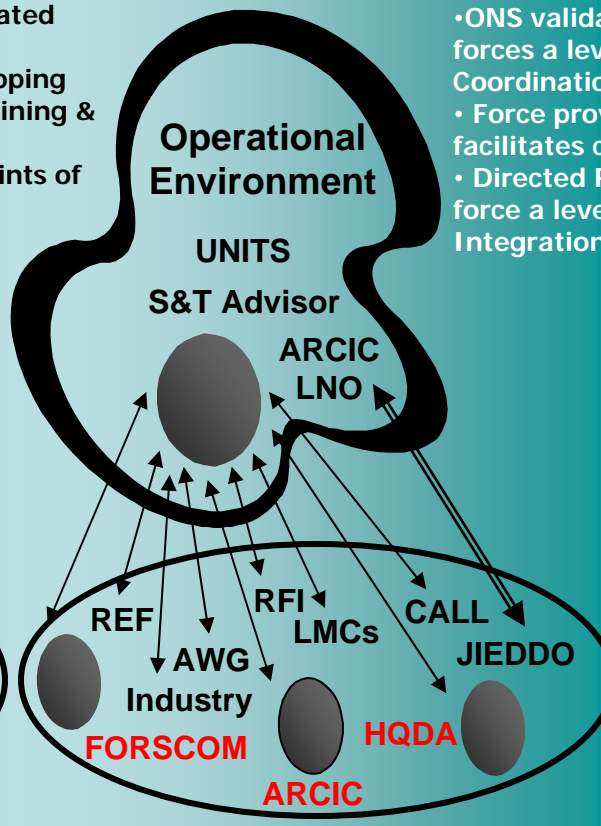 ated
pping
ining &
ints of
•ONS valida
forces a lev
Coordinatio
• Force prov
facilitates c
• Directed
force a leve
Integration
Operational
Environment
UNITS
S&T Advisor
ARCIC
LNO
REF
RFI
LMCs
CALL
JIEDDO
AWG
Industry
FORSCOM
ARCIC
HQDA